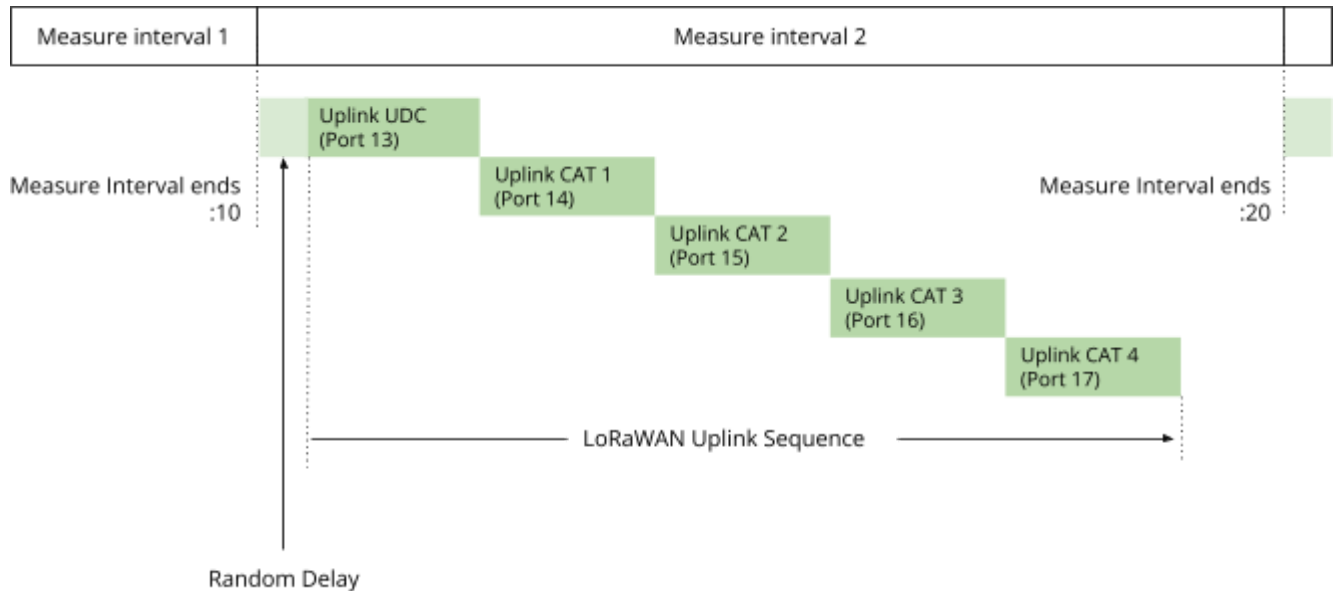 Measure interval 1
Measure interval 2
Uplink UDC
(Port 13)
Uplink CAT 1
(Port 14)
Measure Interval ends
:10
Measure Interval ends
:20
Uplink CAT 2
(Port 15)
Uplink CAT 3
(Port 16)
Uplink CAT 4
(Port 17)
LoRaWAN Uplink Sequence
Random Delay